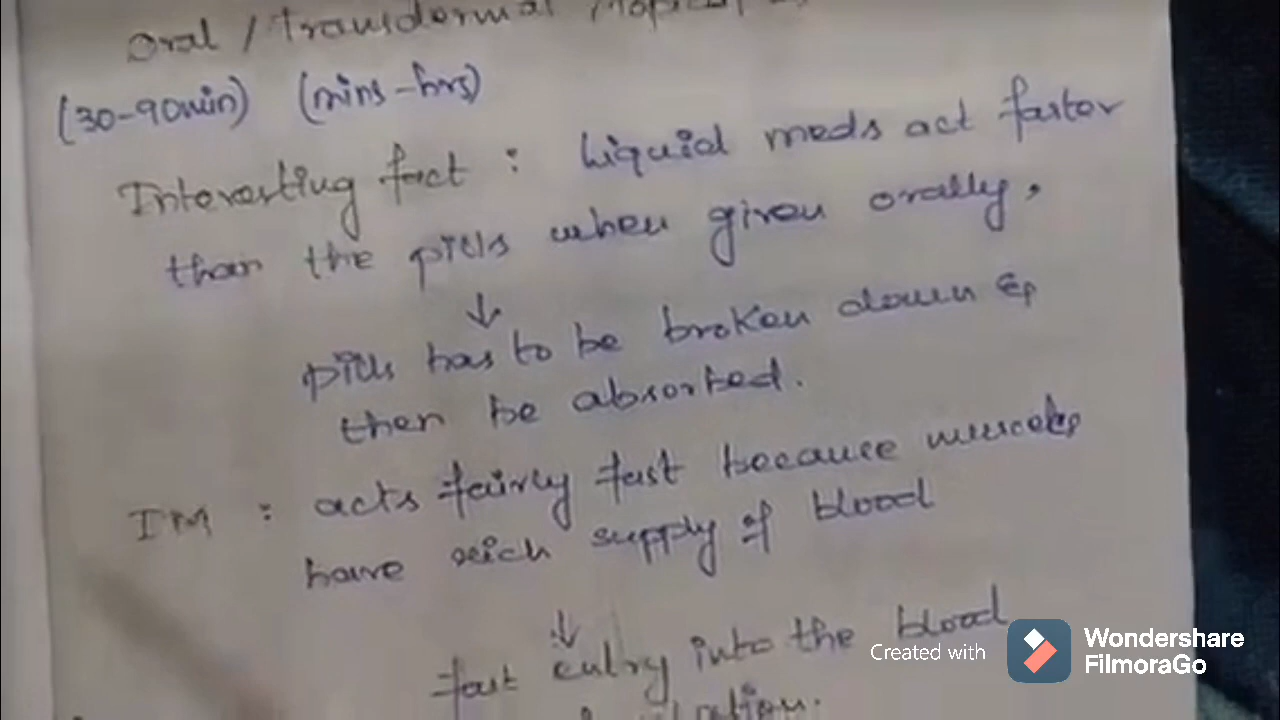 Oral / Transdermal / Topical
(30-90min) (mins-hrs)
Interesting fact : Liquid meds act faster
than the pills when given orally,
↓
pills has to be broken down &
then be absorbed.
IM : acts fairly fast because muscels
have rich supply of blood
↓
fast entry into the blood
Created with Wondershare FilmoraGo